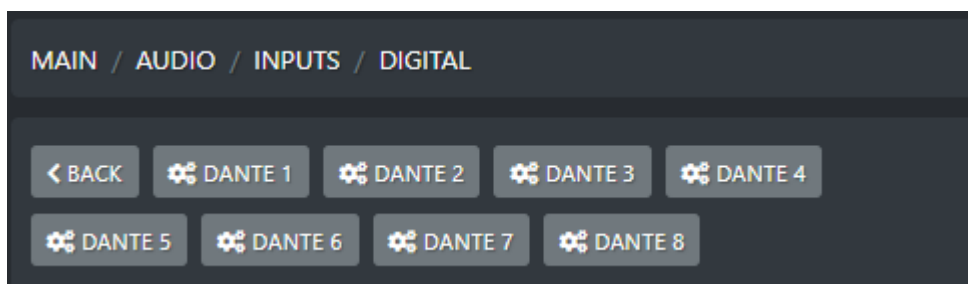 MAIN / AUDIO / INPUTS / DIGITAL
BACK DANTE 1 DANTE 2 DANTE 3 DANTE 4
DANTE 5 DANTE 6 DANTE 7 DANTE 8